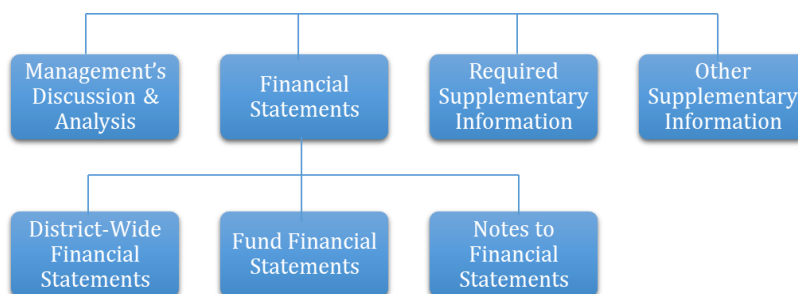 Management's
Discussion &
Analysis
Financial
Statements
Required
Supplementary
Information
Other
Supplementary
Information
District-Wide
Financial
Statements
Fund Financial
Statements
Notes to
Financial
Statements